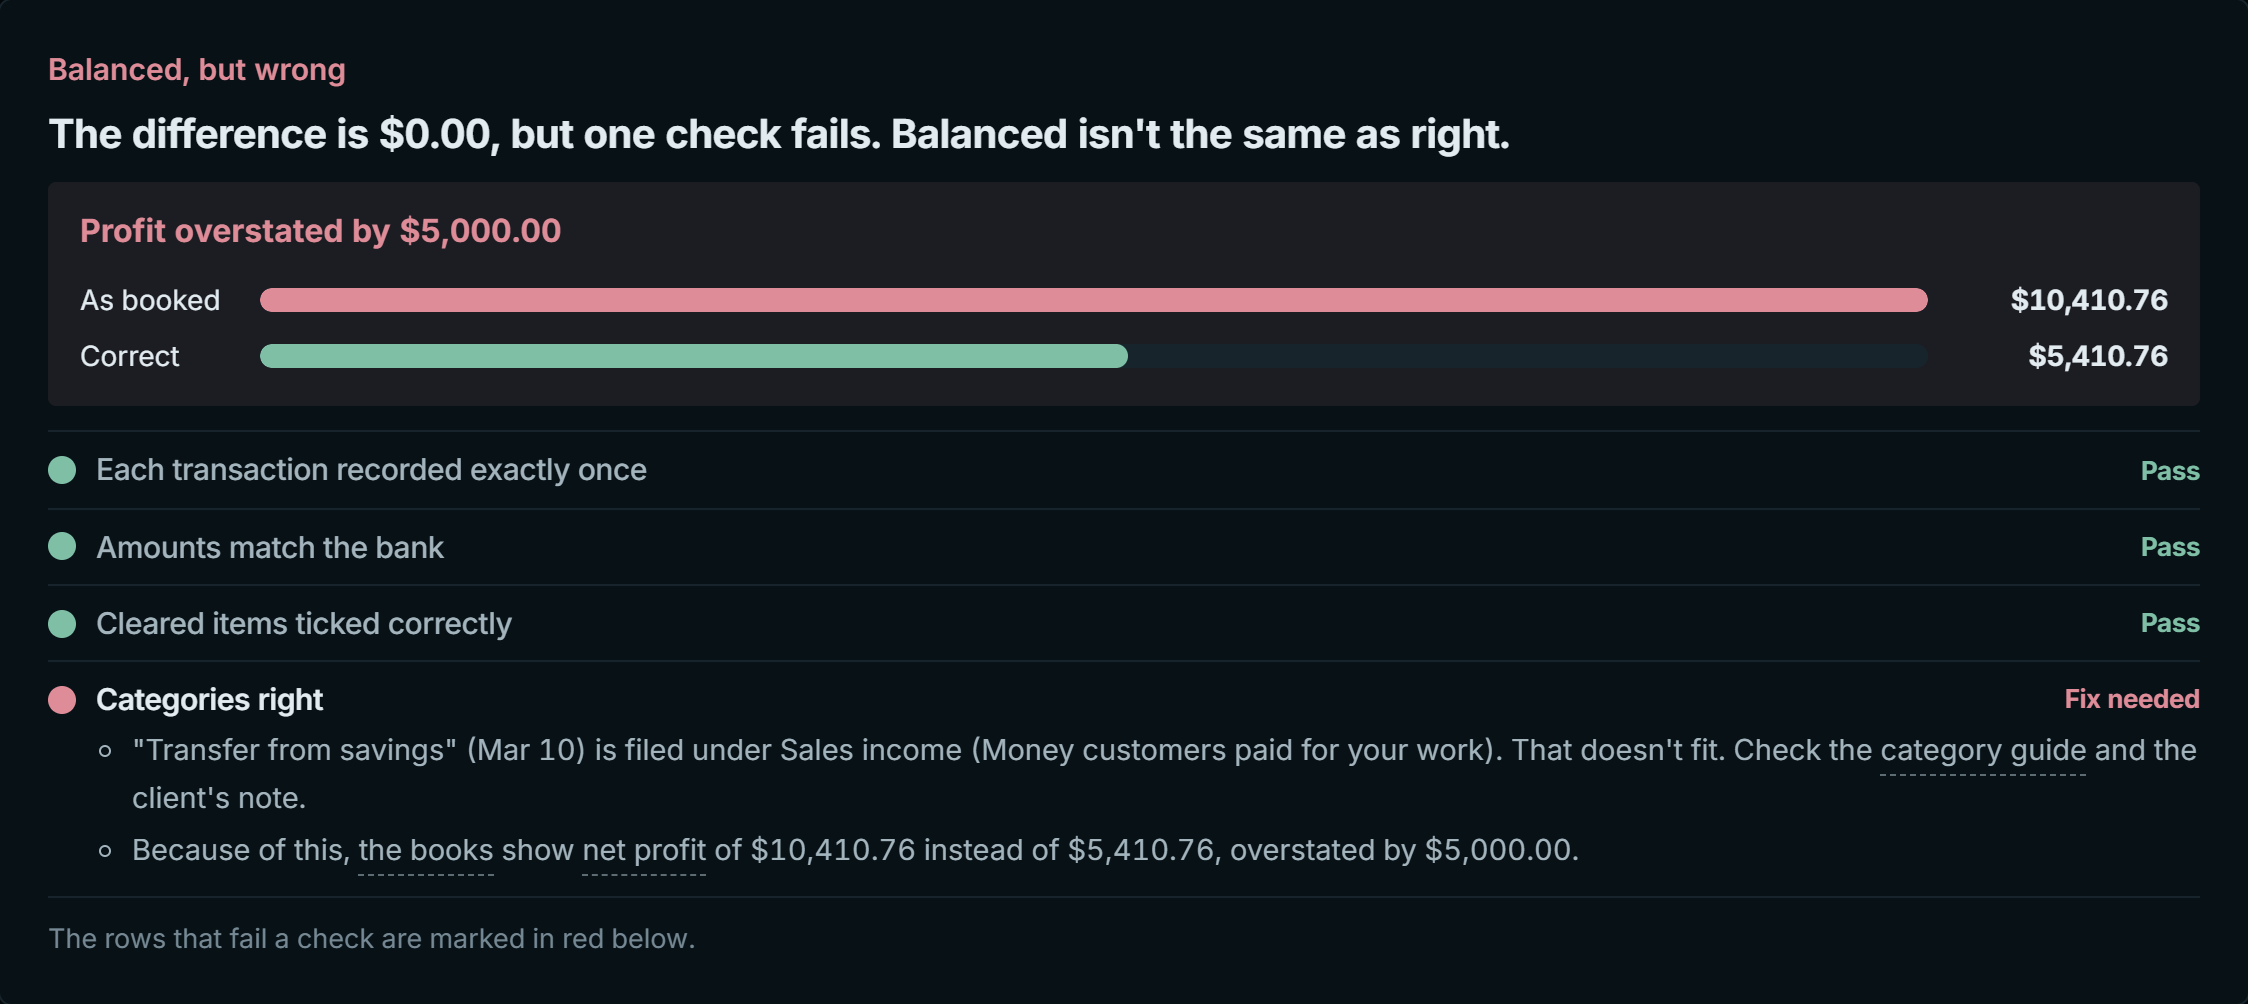 Balanced, but wrong
The difference is $0.00, but one check fails. Balanced isn't the same as right.
Profit overstated by $5,000.00
As booked $10,410.76
Correct $5,410.76
Each transaction recorded exactly once Pass
Amounts match the bank Pass
Cleared items ticked correctly Pass
Categories right Fix needed
"Transfer from savings" (Mar 10) is filed under Sales income (Money customers paid for your work). That doesn't fit. Check the category guide and the
client's note.
Because of this, the books show net profit of $10,410.76 instead of $5,410.76, overstated by $5,000.00.
The rows that fail a check are marked in red below.